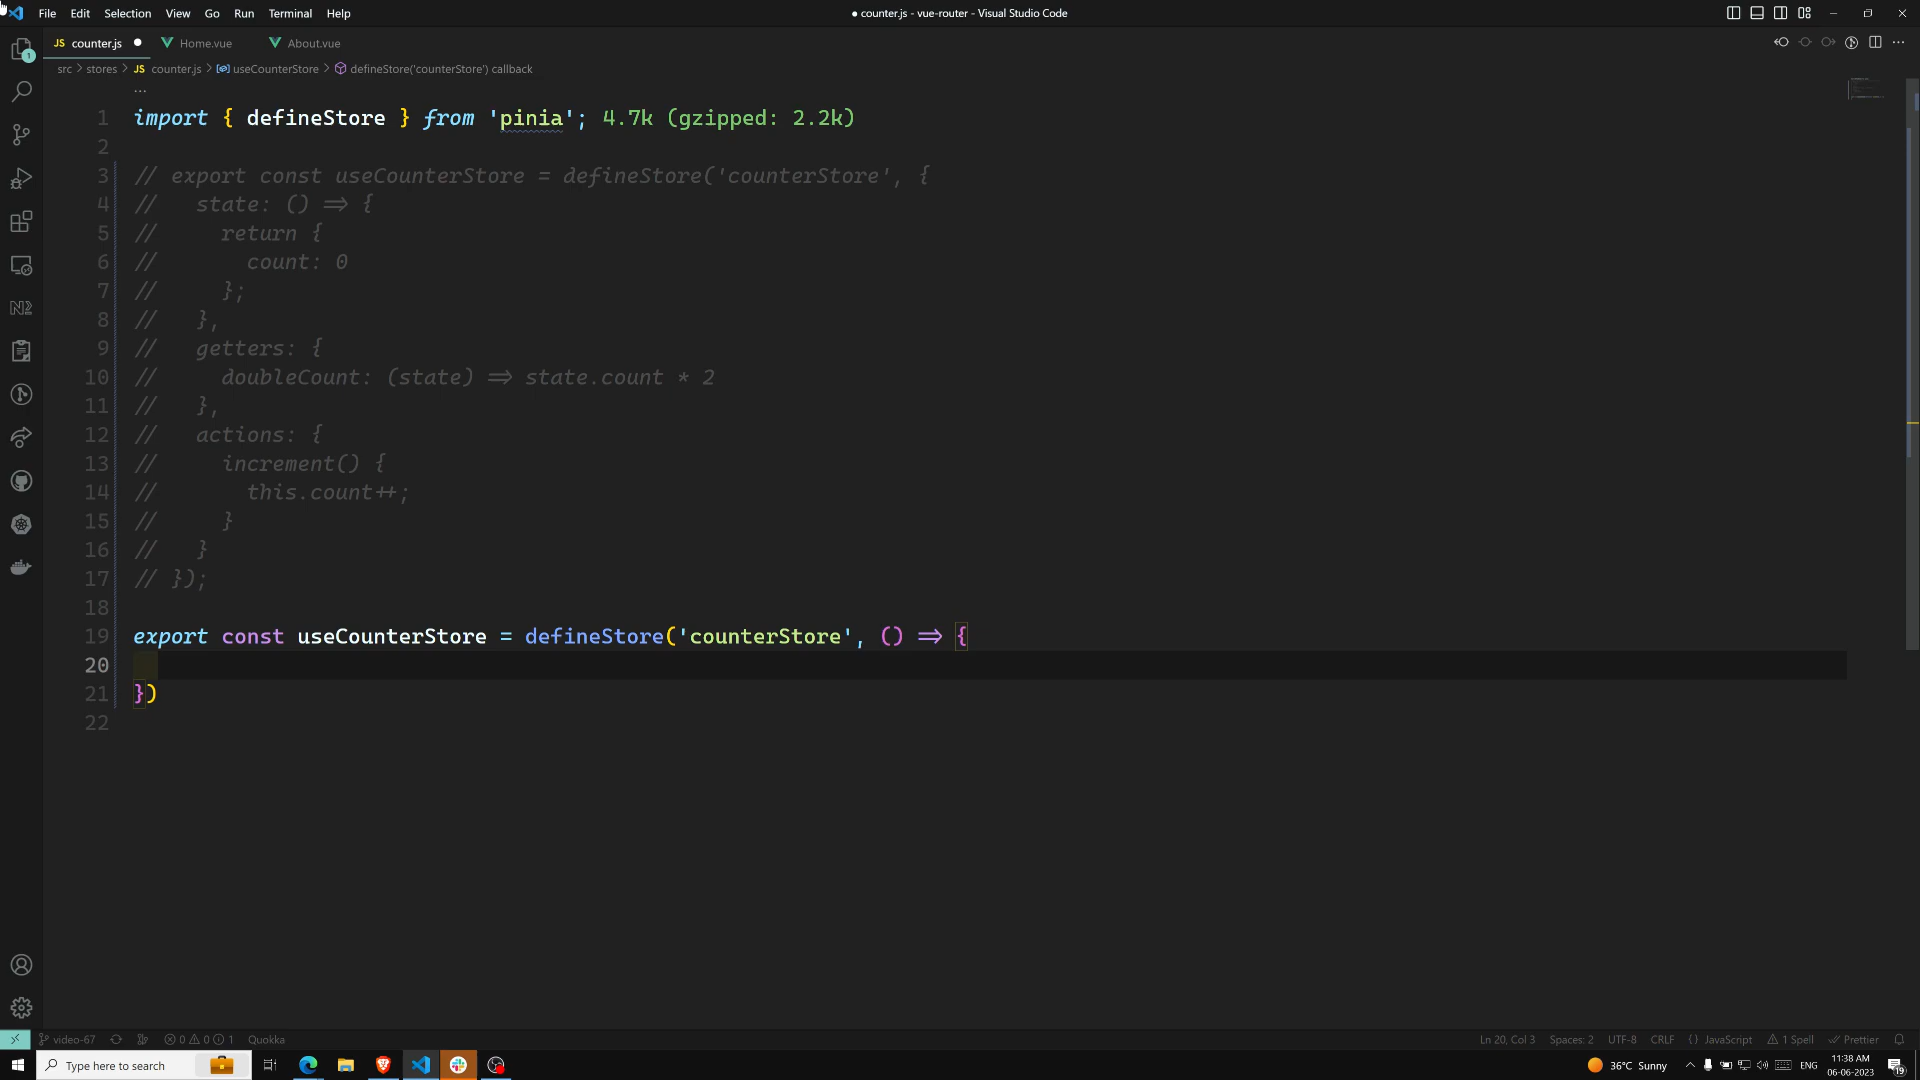 File Edit Selection View Go Run Terminal Help
● counter.js - vue-router - Visual Studio Code
JS counter.js ● Home.vue About.vue
src > stores > JS counter.js > useCounterStore > defineStore('counterStore') callback
...
1 import { defineStore } from 'pinia'; 4.7k (gzipped: 2.2k)
2
3 // export const useCounterStore = defineStore('counterStore', {
4 //   state: () => {
5 //     return {
6 //       count: 0
7 //     };
8 //   },
9 //   getters: {
10 //     doubleCount: (state) => state.count * 2
11 //   },
12 //   actions: {
13 //     increment() {
14 //       this.count++;
15 //     }
16 //   }
17 // });
18
19 export const useCounterStore = defineStore('counterStore', () => {
20
21 })
22
video-67 0 0 1 Quokka Ln 20, Col 3 Spaces: 2 UTF-8 CRLF {} JavaScript 1 Spell Prettier
Type here to search 36°C Sunny ENG 11:38 AM 06-06-2023 19